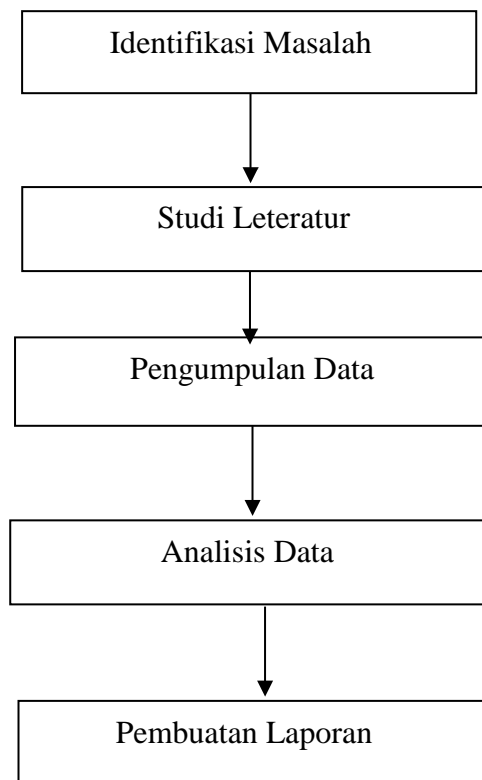 Identifikasi Masalah
Studi Leteratur
Pengumpulan Data
Analisis Data
Pembuatan Laporan